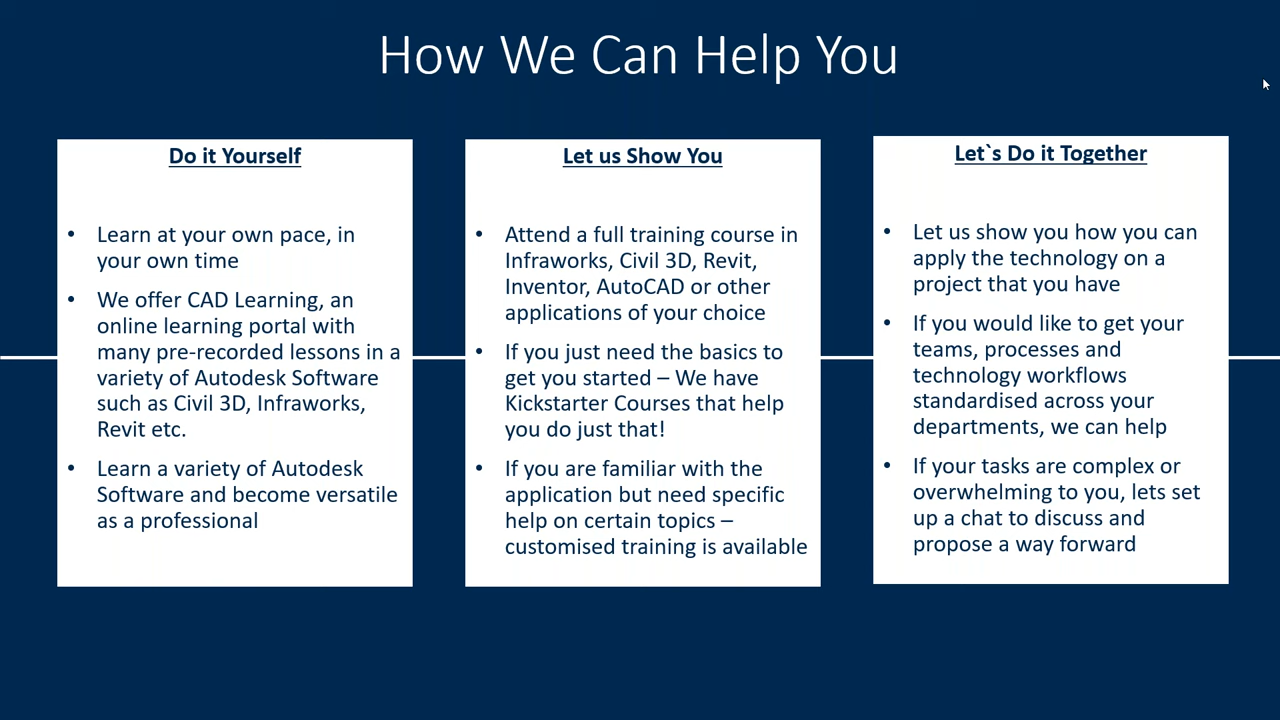 How We Can Help You
Do it Yourself
• Learn at your own pace, in
your own time
• We offer CAD Learning, an
online learning portal with
many pre-recorded lessons in a
variety of Autodesk Software
such as Civil 3D, Infraworks,
Revit etc.
• Learn a variety of Autodesk
Software and become versatile
as a professional
Let us Show You
• Attend a full training course in
Infraworks, Civil 3D, Revit,
Inventor, AutoCAD or other
applications of your choice
• If you just need the basics to
get you started – We have
Kickstarter Courses that help
you do just that!
• If you are familiar with the
application but need specific
help on certain topics –
customised training is available
Let`s Do it Together
• Let us show you how you can
apply the technology on a
project that you have
• If you would like to get your
teams, processes and
technology workflows
standardised across your
departments, we can help
• If your tasks are complex or
overwhelming to you, lets set
up a chat to discuss and
propose a way forward